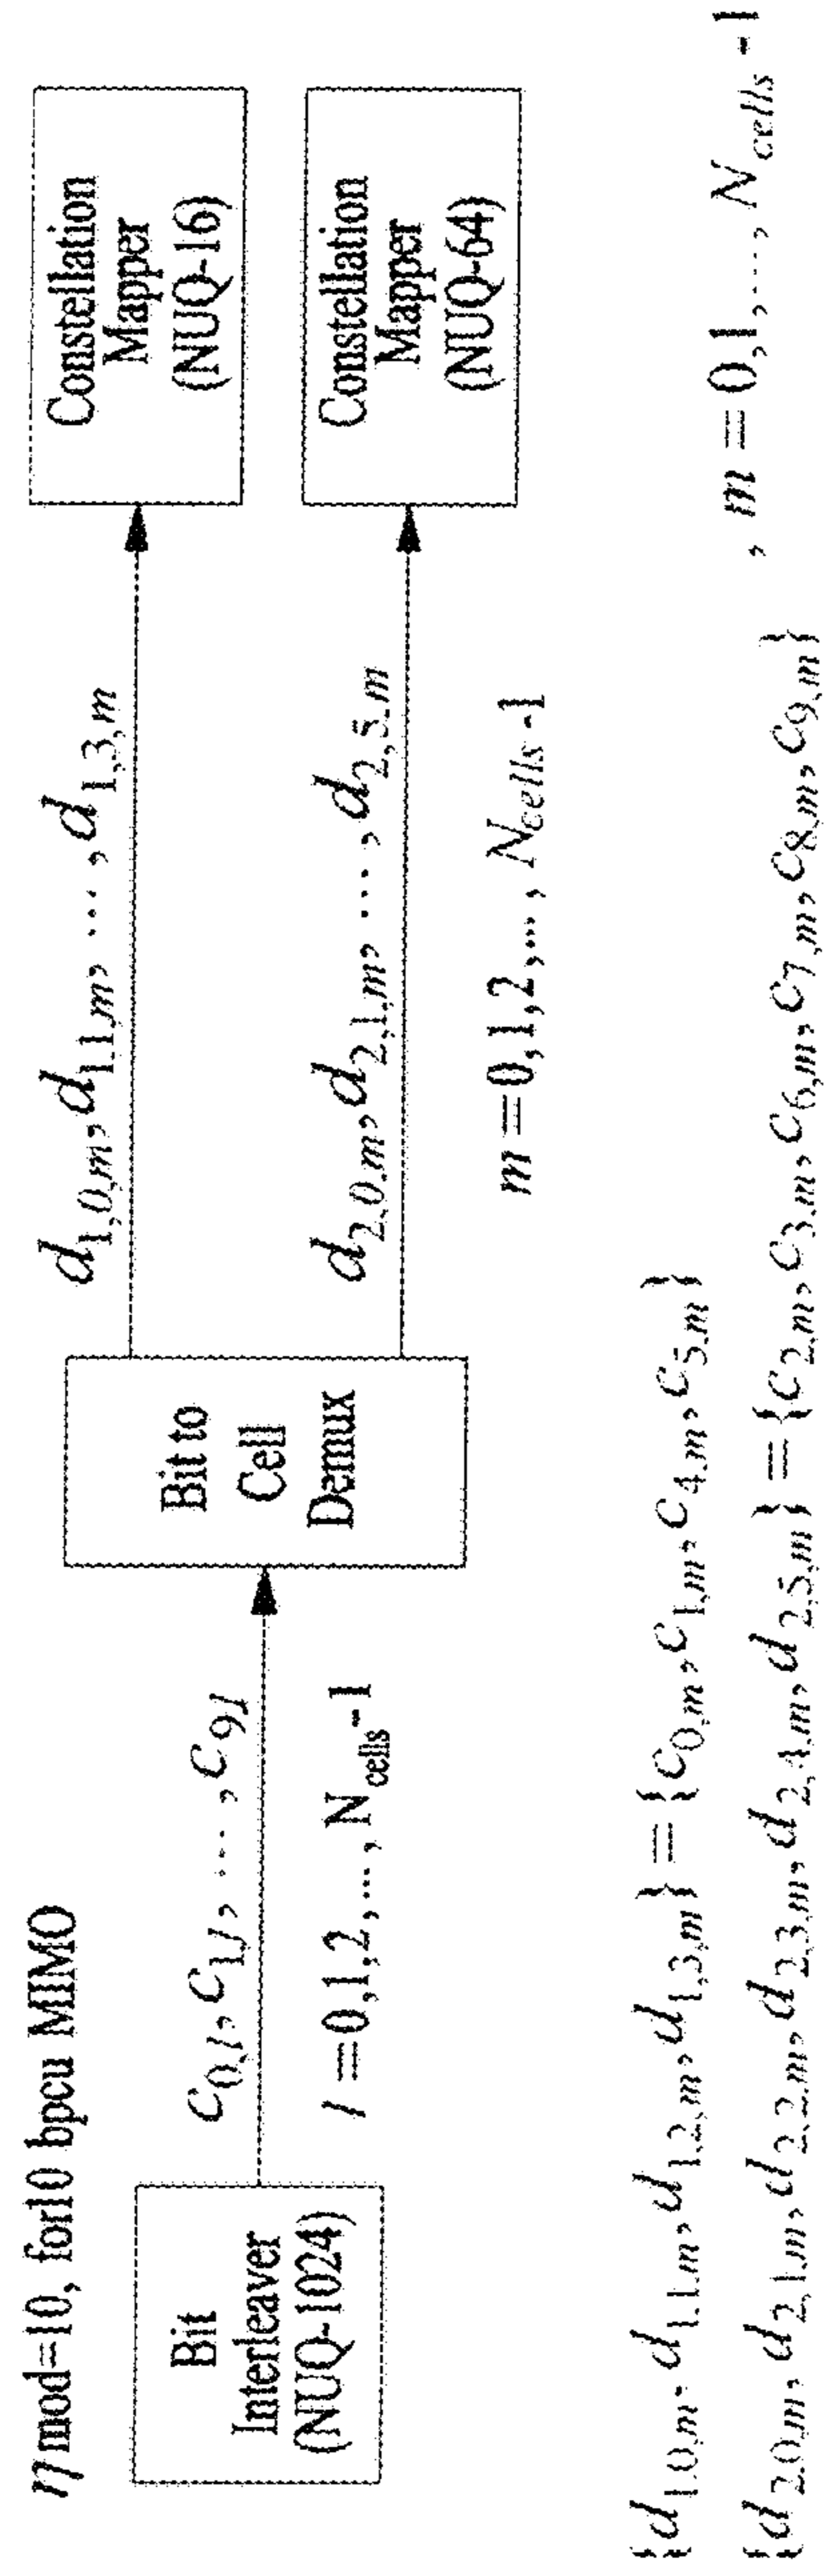 η mod=10, for10 bpcu MIMO
Bit
Interleaver
(NUQ-1024)
c0,l, c1,l, ⋯, c9,l
l =0,1,2,..., Ncells-1
Bit to
Cell
Demux
d1,0,m, d1,1,m, ⋯, d1,3,m
d2,0,m, d2,1,m, ⋯, d2,5,m
m =0,1,2,..., Ncells -1
Constellation
Mapper
(NUQ-16)
Constellation
Mapper
(NUQ-64)
{d1,0,m, d1,1,m, d1,2,m, d1,3,m} = {c0,m, c1,m, c4,m, c5,m}
{d2,0,m, d2,1,m, d2,2,m, d2,3,m, d2,4,m, d2,5,m} = {c2,m, c3,m, c6,m, c7,m, c8,m, c9,m}
, m = 0,1,..., Ncells -1